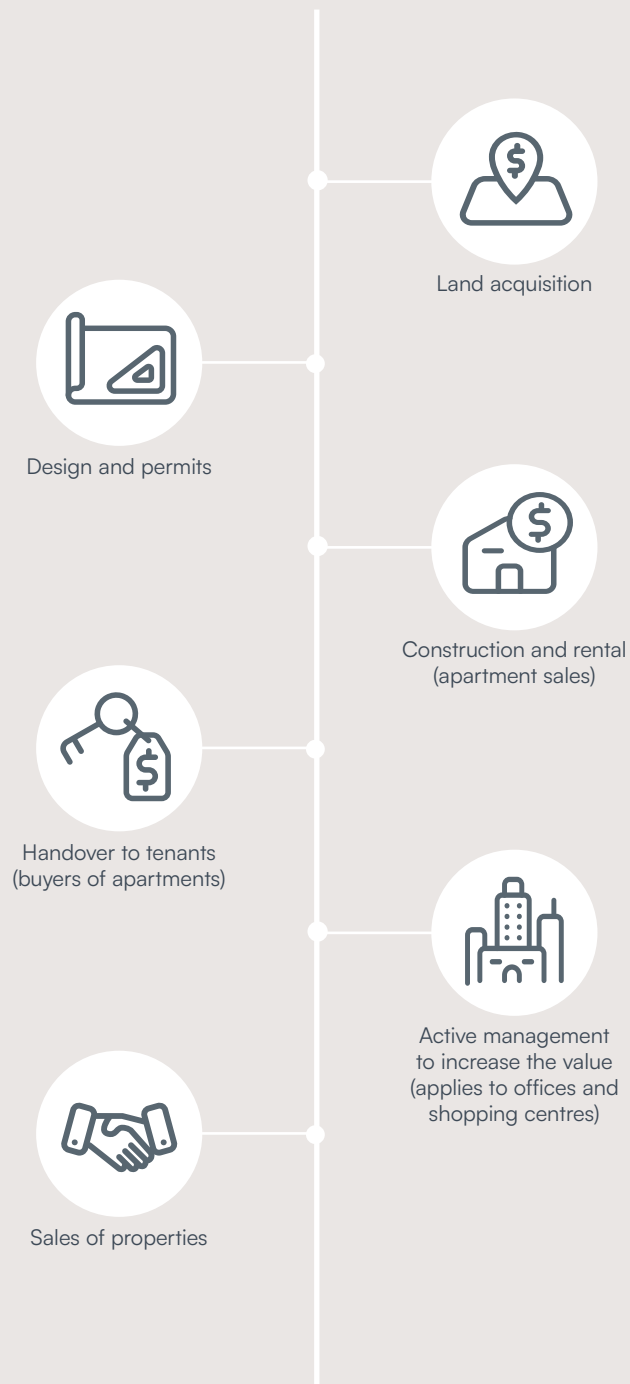 Land acquisition
Design and permits
Construction and rental
(apartment sales)
Handover to tenants
(buyers of apartments)
Active management
to increase the value
(applies to offices and
shopping centres)
Sales of properties